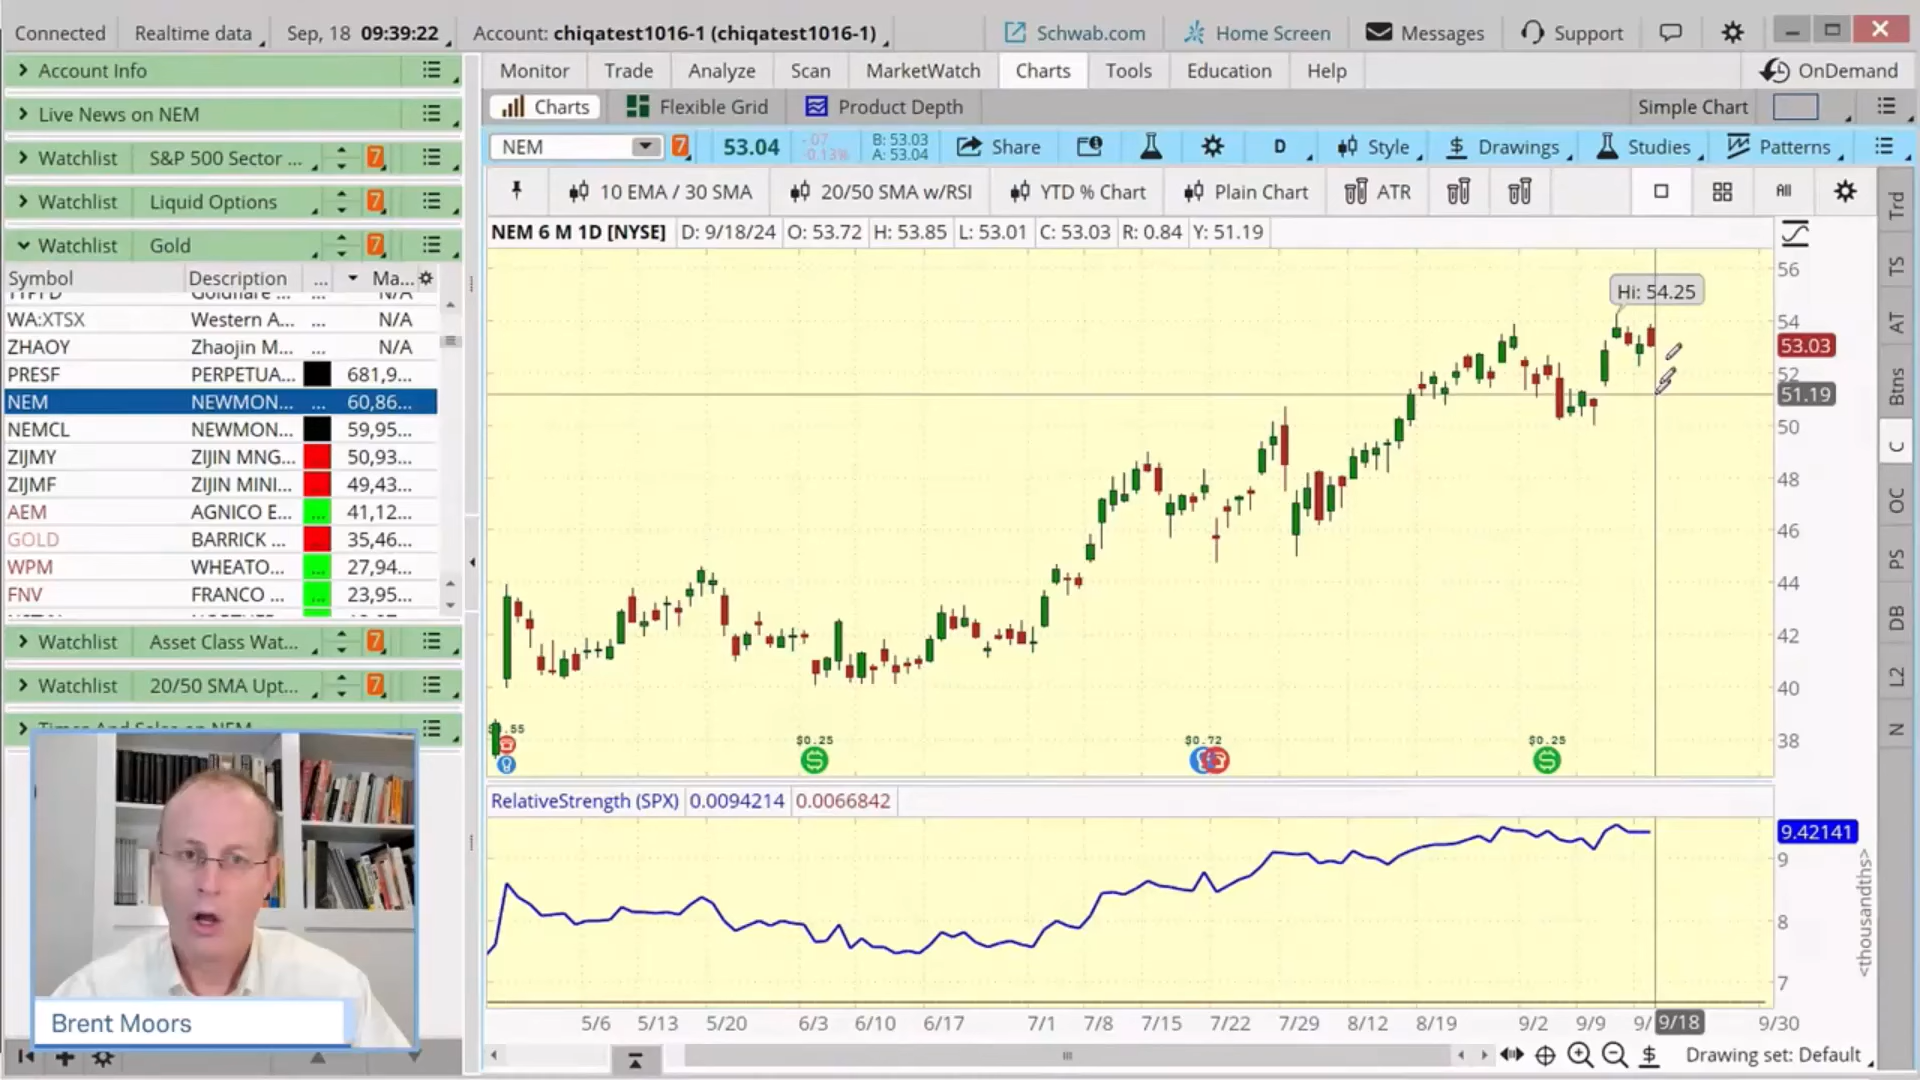 Connected Realtime data Sep, 18 09:39:22 Account: chiqatest1016-1 (chiqatest1016-1) Schwab.com Home Screen Messages Support
Account Info
Monitor Trade Analyze Scan MarketWatch Charts Tools Education Help OnDemand
Live News on NEM
Charts Flexible Grid Product Depth Simple Chart
Watchlist S&P 500 Sector ... 7
NEM 7 53.04 -.07 -0.13% B: 53.03 A: 53.04 Share D Style Drawings Studies Patterns
Watchlist Liquid Options 7
10 EMA / 30 SMA 20/50 SMA w/RSI YTD % Chart Plain Chart ATR All
Watchlist Gold 7
NEM 6 M 1D [NYSE] D: 9/18/24 O: 53.72 H: 53.85 L: 53.01 C: 53.03 R: 0.84 Y: 51.19
Symbol Description ... Ma...
WA:XTSX Western A... ... N/A
ZHAOY Zhaojin M... ... N/A
PRESF PERPETUA... 681,9...
NEM NEWMON... ... 60,86...
NEMCL NEWMON... 59,95...
ZIJMY ZIJIN MNG... 50,93...
ZIJMF ZIJIN MINI... 49,43...
AEM AGNICO E... ... 41,12...
GOLD BARRICK ... 35,46...
WPM WHEATO... ... 27,94...
FNV FRANCO ... ... 23,95...
Watchlist Asset Class Wat... 7
Watchlist 20/50 SMA Upt... 7
Hi: 54.25
56
54
53.03
52
51.19
50
48
46
44
42
40
38
$0.25 $0.72 $0.25
RelativeStrength (SPX) 0.0094214 0.0066842
9.42141
9
8
7
<thousandths>
5/6 5/13 5/20 6/3 6/10 6/17 7/1 7/8 7/15 7/22 7/29 8/12 8/19 9/2 9/9 9/18 9/30
Drawing set: Default
Trd
TS
AT
Btns
C
OC
PS
DB
L2
N
Brent Moors